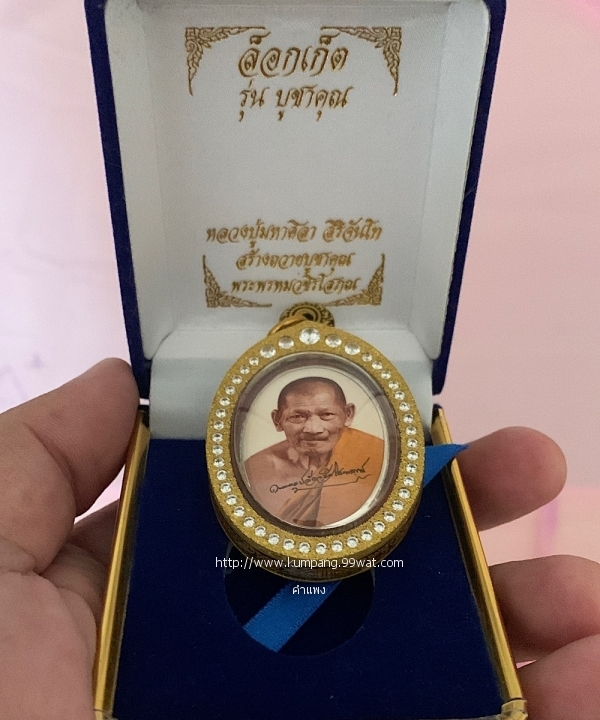 ล็อกเก็ต
รุ่น บูชาคุณ
หลวงปู่มหาศิลา สิริจันโท
สร้างถวายบูชาคุณ
พระพรหมวชิรโสภณ
http://www.kumpang.99wat.com
คำแพง